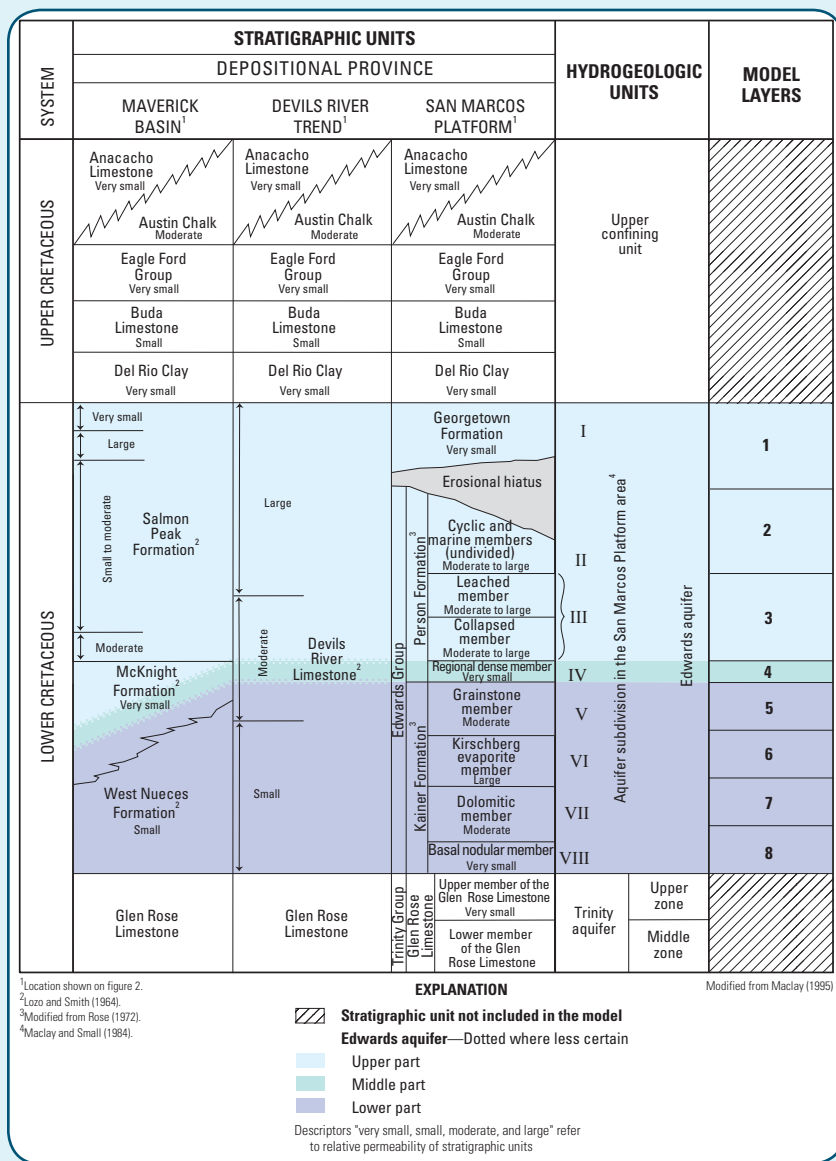 STRATIGRAPHIC UNITS
DEPOSITIONAL PROVINCE
SYSTEM
MAVERICK
BASIN1
DEVILS RIVER
TREND1
SAN MARCOS
PLATFORM1
HYDROGEOLOGIC
UNITS
MODEL
LAYERS
UPPER CRETACEOUS
Anacacho
Limestone
Very small
Austin Chalk
Moderate
Anacacho
Limestone
Very small
Austin Chalk
Moderate
Anacacho
Limestone
Very small
Austin Chalk
Moderate
Upper
confining
unit
Eagle Ford
Group
Very small
Eagle Ford
Group
Very small
Eagle Ford
Group
Very small
Buda
Limestone
Small
Buda
Limestone
Small
Buda
Limestone
Small
Del Rio Clay
Very small
Del Rio Clay
Very small
Del Rio Clay
Very small
LOWER CRETACEOUS
Very small
Large
Small to moderate
Salmon
Peak
Formation2
Moderate
McKnight
Formation2
Very small
West Nueces
Formation2
Small
Large
Moderate
Devils
River
Limestone2
Small
Georgetown
Formation
Very small
Erosional hiatus
Edwards Group
Person Formation3
Cyclic and
marine members
(undivided)
Moderate to large
Leached
member
Moderate to large
Collapsed
member
Moderate to large
Regional dense member
Very small
Kainer Formation3
Grainstone
member
Moderate
Kirschberg
evaporite
member
Large
Dolomitic
member
Moderate
Basal nodular member
Very small
I
II
III
IV
V
VI
VII
VIII
Aquifer subdivision in the San Marcos Platform area4
Edwards aquifer
1
2
3
4
5
6
7
8
Glen Rose
Limestone
Glen Rose
Limestone
Trinity Group
Glen Rose
Limestone
Upper member of the
Glen Rose Limestone
Very small
Lower member
of the Glen
Rose Limestone
Trinity
aquifer
Upper
zone
Middle
zone
1Location shown on figure 2.
2Lozo and Smith (1964).
3Modified from Rose (1972).
4Maclay and Small (1984).
Modified from Maclay (1995)
EXPLANATION
Stratigraphic unit not included in the model
Edwards aquifer—Dotted where less certain
Upper part
Middle part
Lower part
Descriptors "very small, small, moderate, and large" refer
to relative permeability of stratigraphic units